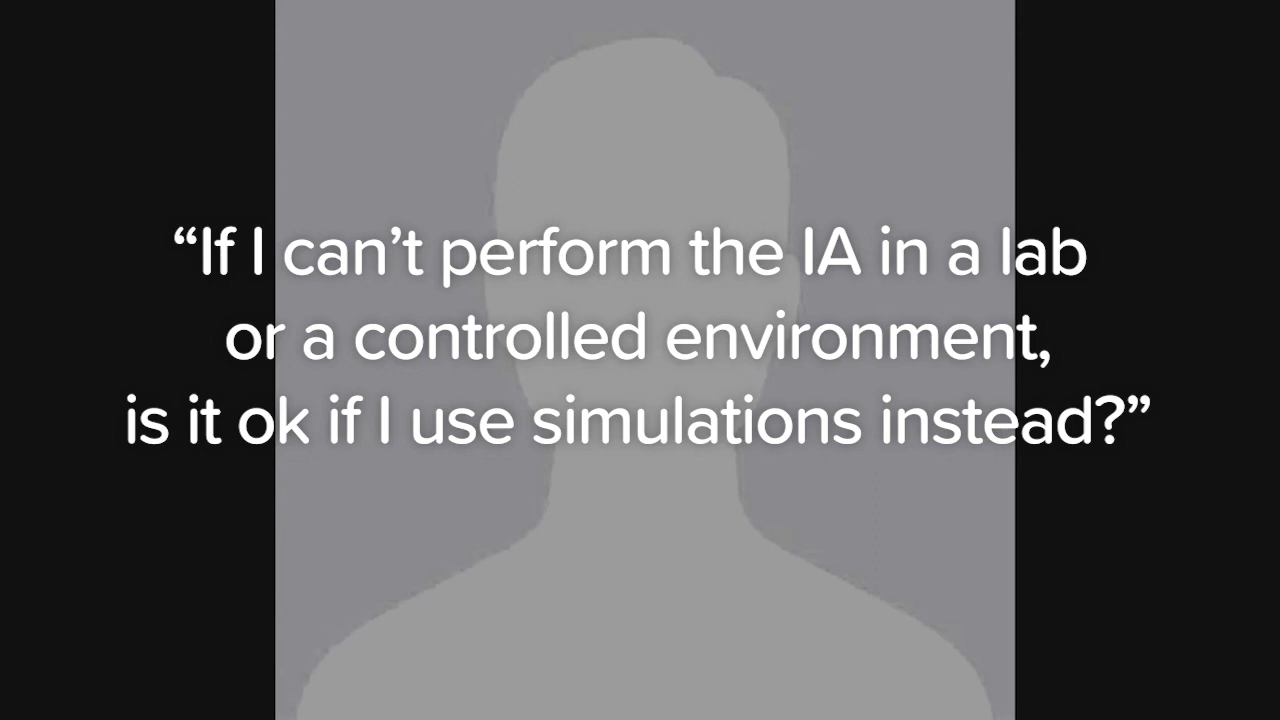 “If I can’t perform the IA in a lab
or a controlled environment,
is it ok if I use simulations instead?”